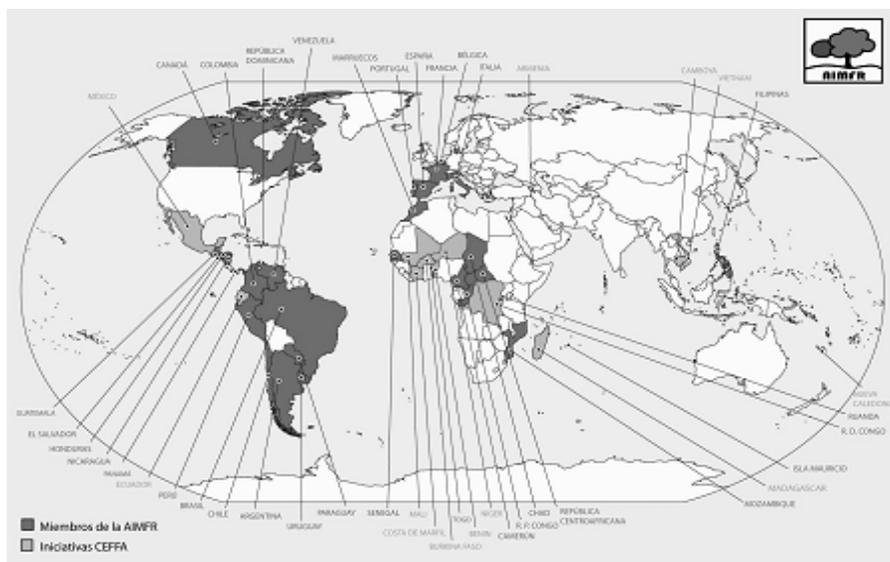 VENEZUELA
REPÚBLICA
DOMINICANA
COLOMBIA
CANADÁ
MÉXICO
MARRUECOS
PORTUGAL
ESPAÑA
FRANCIA
BÉLGICA
ITALIA
ARMENIA
CAMBOYA
VIETNAM
FILIPINAS
AIMFR
GUATEMALA
EL SALVADOR
HONDURAS
NICARAGUA
PANAMÁ
ECUADOR
PERÚ
BRASIL
CHILE
ARGENTINA
URUGUAY
PARAGUAY
SENEGAL
MALI
COSTA DE MARFIL
BURKINA FASO
TOGO
BENIN
NÍGER
CAMERÚN
R. P. CONGO
CHAD
REPÚBLICA
CENTROAFRICANA
MOZAMBIQUE
MADAGASCAR
ISLA MAURICIO
R. D. CONGO
RUANDA
NUEVA
CALEDONIA
Miembros de la AIMFR
Iniciativas CEFFA